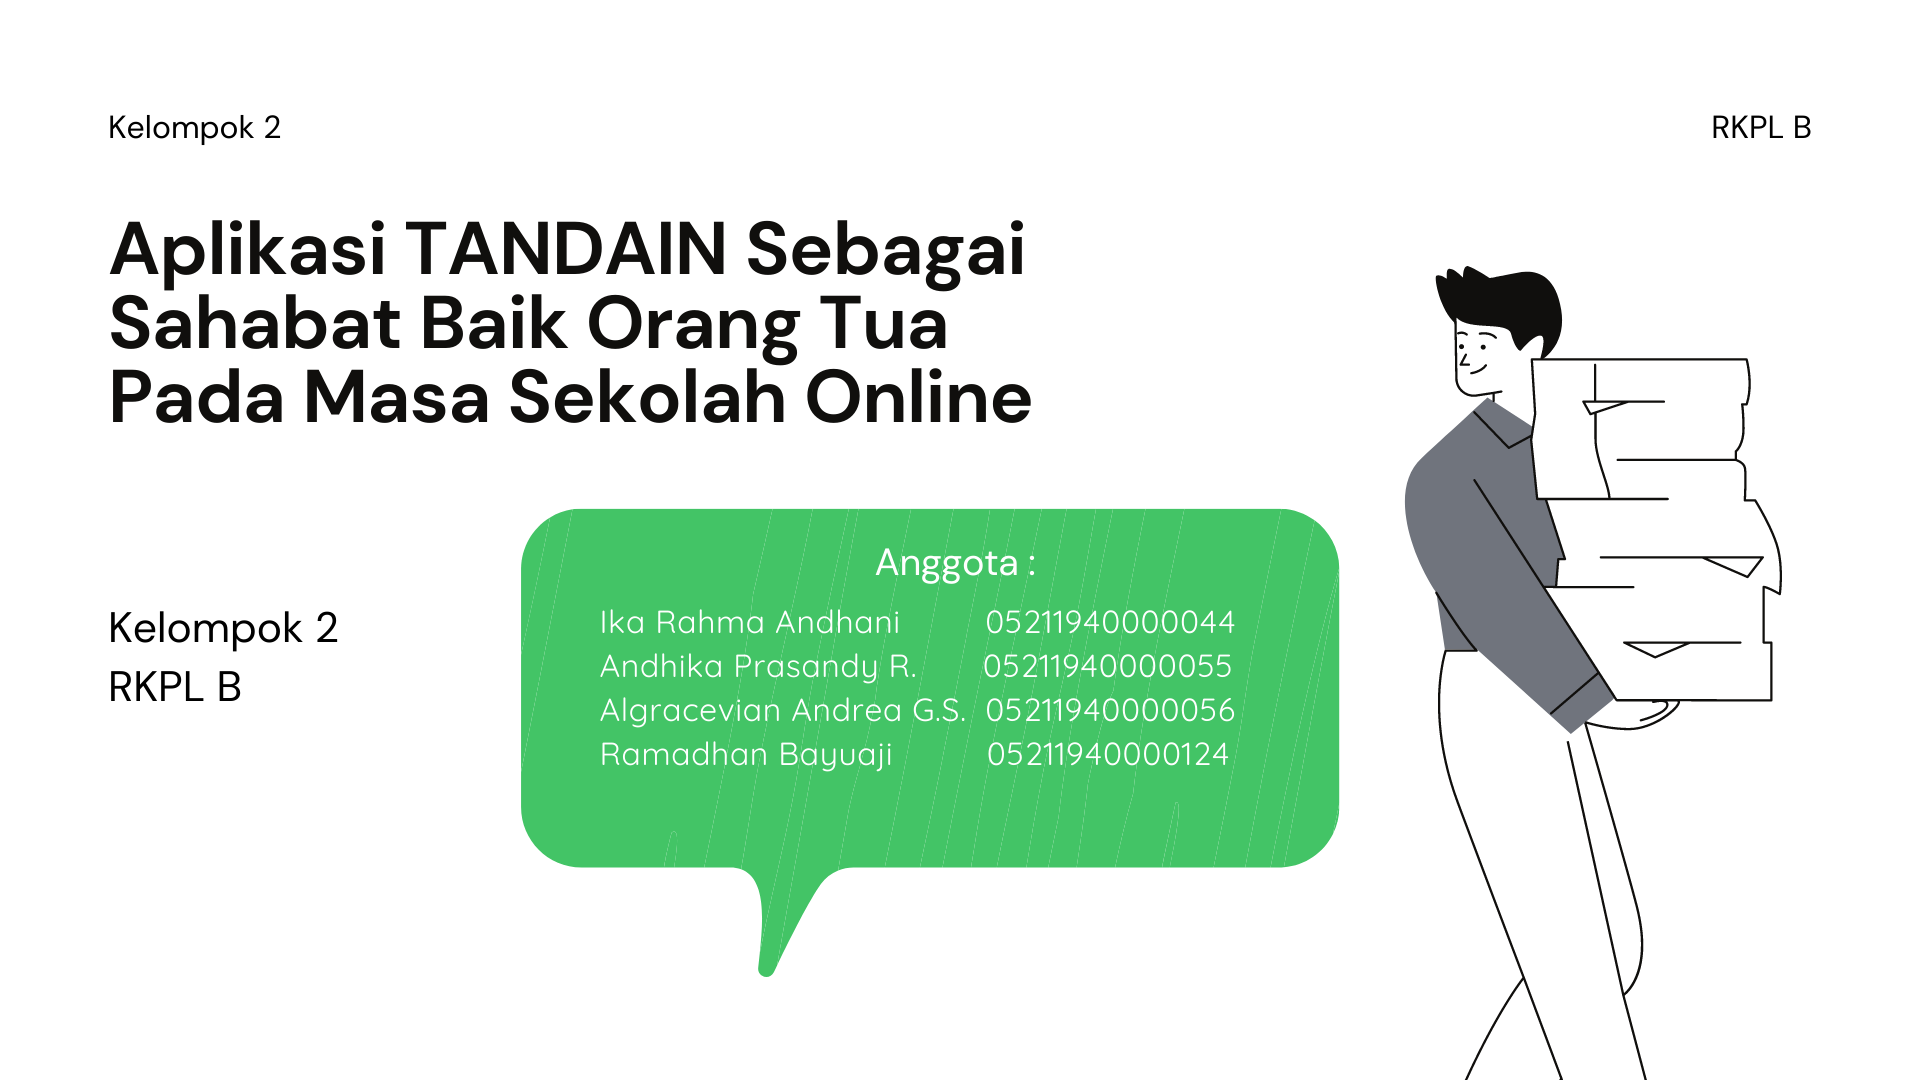 Kelompok 2
RKPL B
Aplikasi TANDAIN Sebagai
Sahabat Baik Orang Tua
Pada Masa Sekolah Online
Kelompok 2
RKPL B
Anggota :
Ika Rahma Andhani 05211940000044
Andhika Prasandy R. 05211940000055
Algracevian Andrea G.S. 05211940000056
Ramadhan Bayuaji 05211940000124